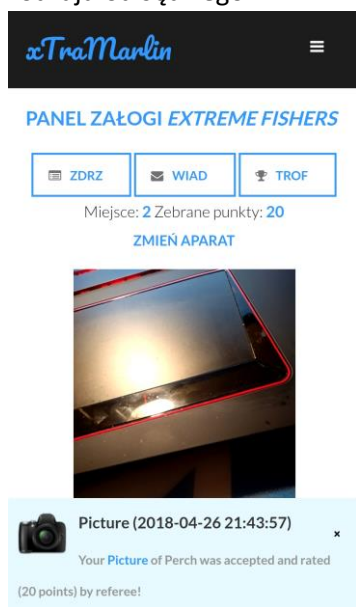 xTraMarlin
PANEL ZAŁOGI EXTREME FISHERS
ZDRZ
WIAD
TROF
Miejsce: 2 Zebrane punkty: 20
ZMIEŃ APARAT
Picture (2018-04-26 21:43:57)
×
Your Picture of Perch was accepted and rated
(20 points) by referee!